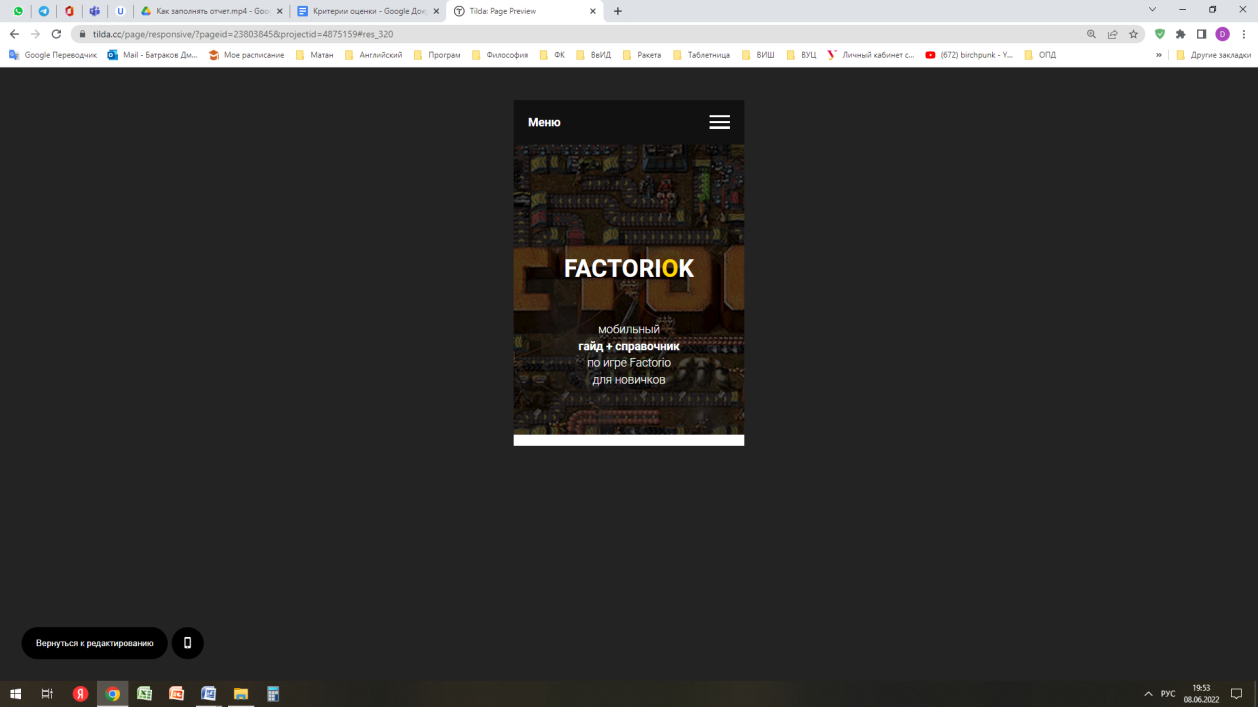 Как заполнять отчет.mp4 - Goo
Критерии оценки - Google Док
Tilda: Page Preview
tilda.cc/page/responsive/?pageid=23803845&projectid=4875159#res_320
D
Google Переводчик
Mail - Батраков Дм...
Мое расписание
Матан
Английский
Програм
Философия
ФК
ВвИД
Ракета
Таблетница
ВИШ
ВУЦ
Личный кабинет с...
(672) birchpunk - Y...
ОПД
»
Другие закладки
Меню
FACTORIOK
мобильный
гайд + справочник
по игре Factorio
для новичков
Вернуться к редактированию
РУС
19:53
08.06.2022